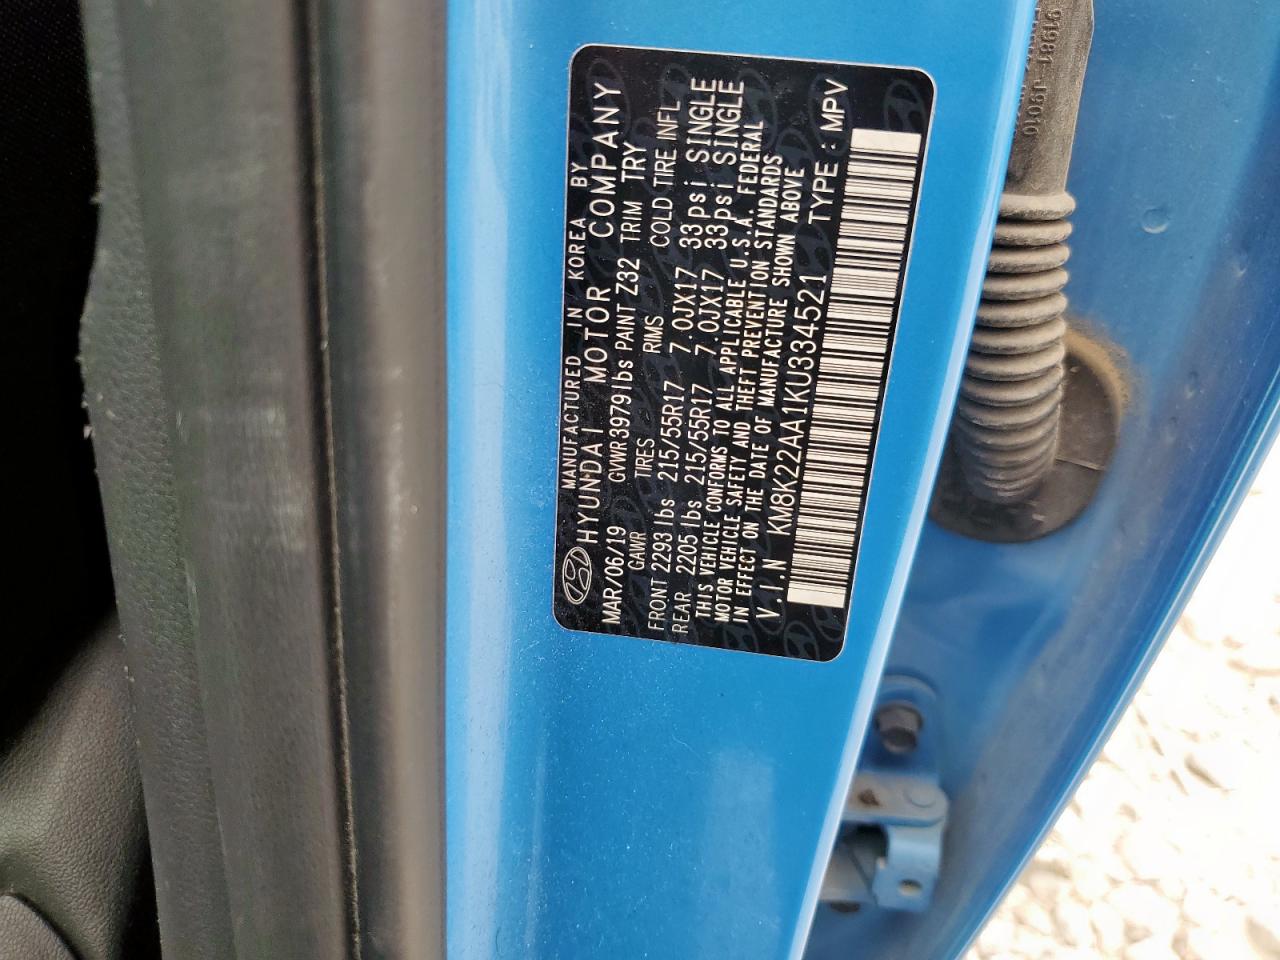 MANUFACTURED IN KOREA BY
HYUNDAI MOTOR COMPANY
MAR/06/19 GVWR 3979lbs PAINT Z32 TRIM TRY
GAWR TIRES RIMS COLD TIRE INFL
FRONT 2293lbs 215/55R17 7.0JX17 33psi SINGLE
REAR 2205lbs 215/55R17 7.0JX17 33psi SINGLE
THIS VEHICLE CONFORMS TO ALL APPLICABLE U.S.A. FEDERAL
MOTOR VEHICLE SAFETY AND THEFT PREVENTION STANDARDS
IN EFFECT ON THE DATE OF MANUFACTURE SHOWN ABOVE
V.I.N KM8K22AA1KU334521 TYPE : MPV
91981-J9010